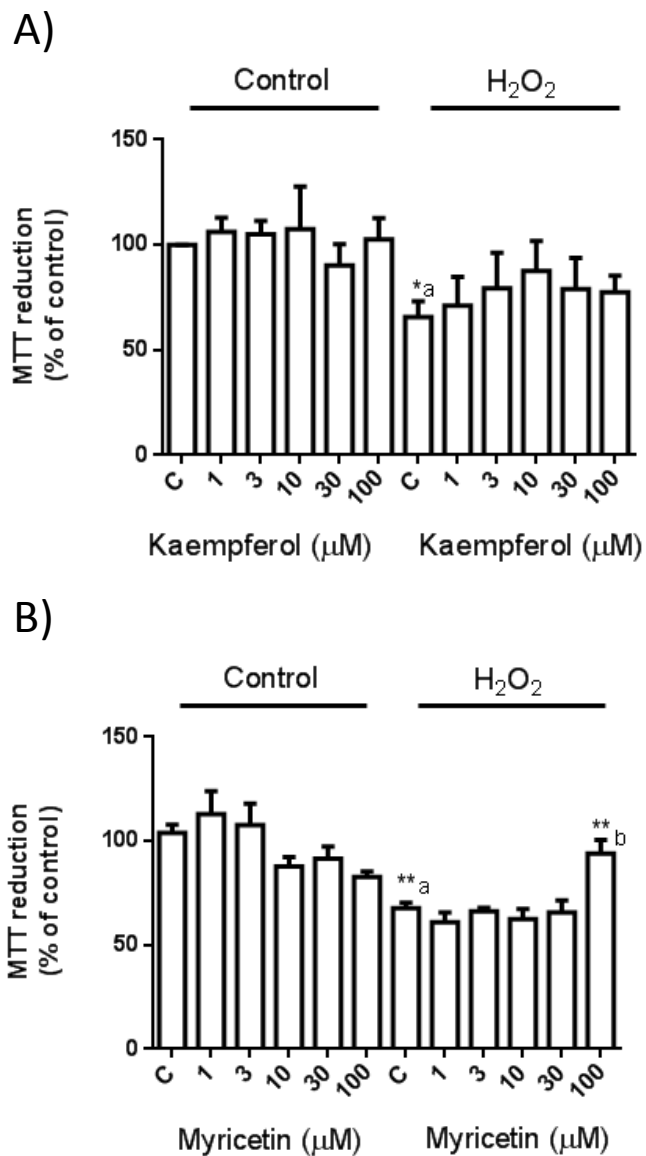 A)
Control H₂O₂
MTT reduction
(% of control)
150
100
50
0
*a
C 1 3 10 30 100 C 1 3 10 30 100
Kaempferol (μM) Kaempferol (μM)
B)
Control H₂O₂
MTT reduction
(% of control)
150
100
50
0
**a
**b
C 1 3 10 30 100 C 1 3 10 30 100
Myricetin (μM) Myricetin (μM)